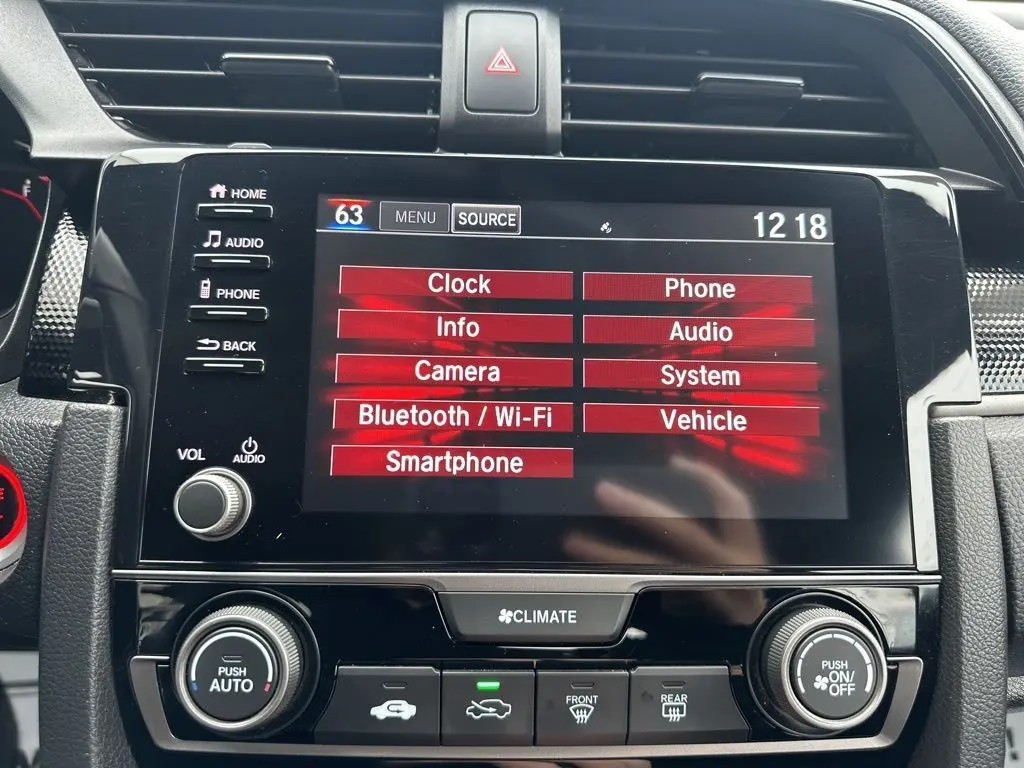 HOME
AUDIO
PHONE
BACK
VOL
AUDIO
63 MENU SOURCE 12 18
Clock Phone
Info Audio
Camera System
Bluetooth / Wi-Fi Vehicle
Smartphone
CLIMATE
PUSH
AUTO
FRONT
REAR
PUSH
ON/
OFF